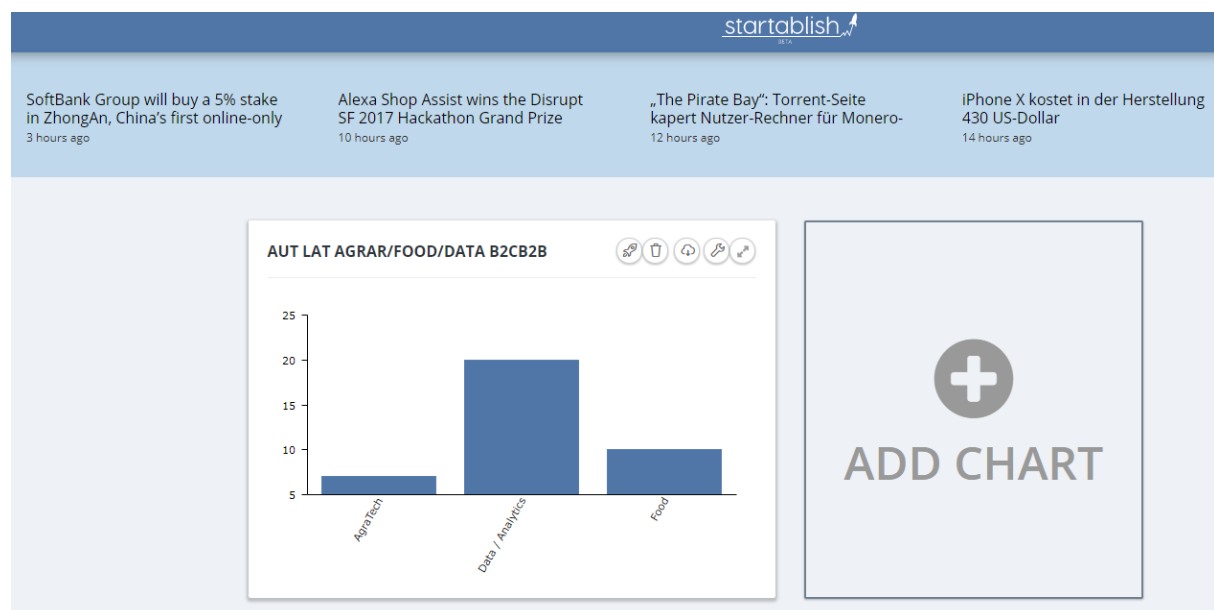 startablish
BETA
SoftBank Group will buy a 5% stake
in ZhongAn, China's first online-only
3 hours ago
Alexa Shop Assist wins the Disrupt
SF 2017 Hackathon Grand Prize
10 hours ago
„The Pirate Bay“: Torrent-Seite
kapert Nutzer-Rechner für Monero-
12 hours ago
iPhone X kostet in der Herstellung
430 US-Dollar
14 hours ago
AUT LAT AGRAR/FOOD/DATA B2CB2B
25
20
15
10
5
AgraTech
Data / Analytics
Food
ADD CHART